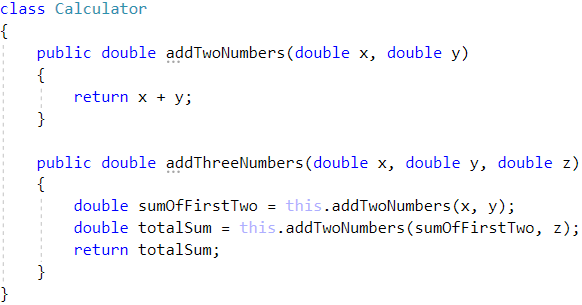 class Calculator
{
    public double addTwoNumbers(double x, double y)
    {
        return x + y;
    }

    public double addThreeNumbers(double x, double y, double z)
    {
        double sumOfFirstTwo = this.addTwoNumbers(x, y);
        double totalSum = this.addTwoNumbers(sumOfFirstTwo, z);
        return totalSum;
    }
}